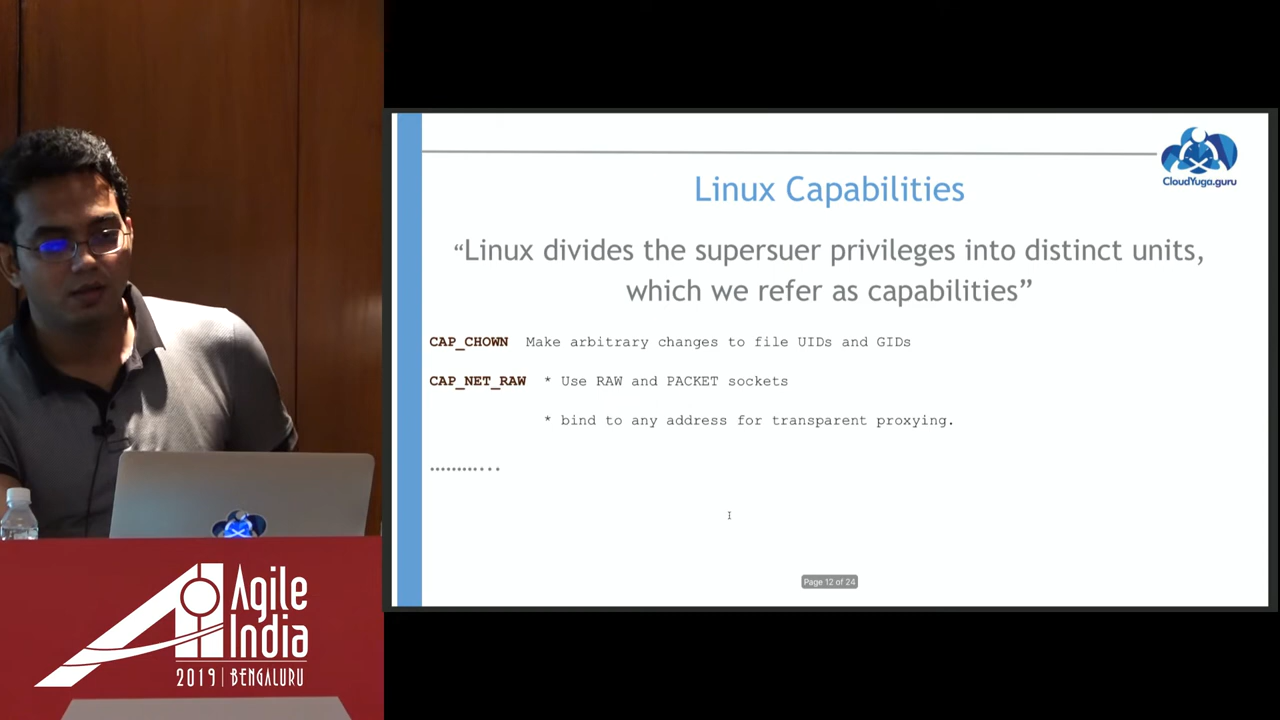 CloudYuga.guru
Linux Capabilities
“Linux divides the supersuer privileges into distinct units,
which we refer as capabilities”
CAP_CHOWN Make arbitrary changes to file UIDs and GIDs
CAP_NET_RAW * Use RAW and PACKET sockets
* bind to any address for transparent proxying.
............
Page 12 of 24
Agile
India
2019 | BENGALURU